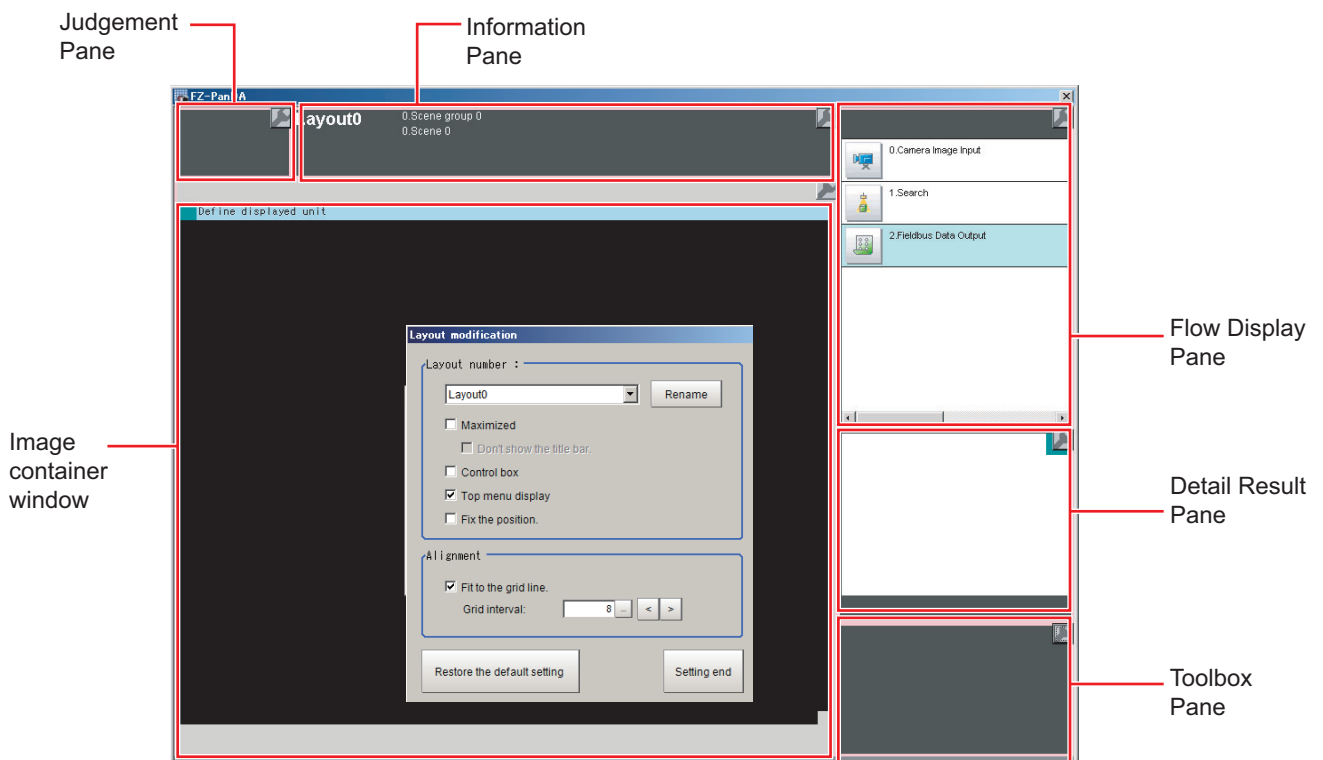 Judgement
Pane
Information
Pane
FZ-Pan
A
ayout0
0.Scene group 0
0.Scene 0
0.Camera Image Input
1.Search
2.Fieldbus Data Output
Define displayed unit
Layout modification
Layout number :
Layout0
Rename
Maximized
Don't show the title bar.
Control box
Top menu display
Fix the position.
Alignment
Fit to the grid line.
Grid interval:
8
...
<
>
Restore the default setting
Setting end
Flow Display
Pane
Image
container
window
Detail Result
Pane
Toolbox
Pane